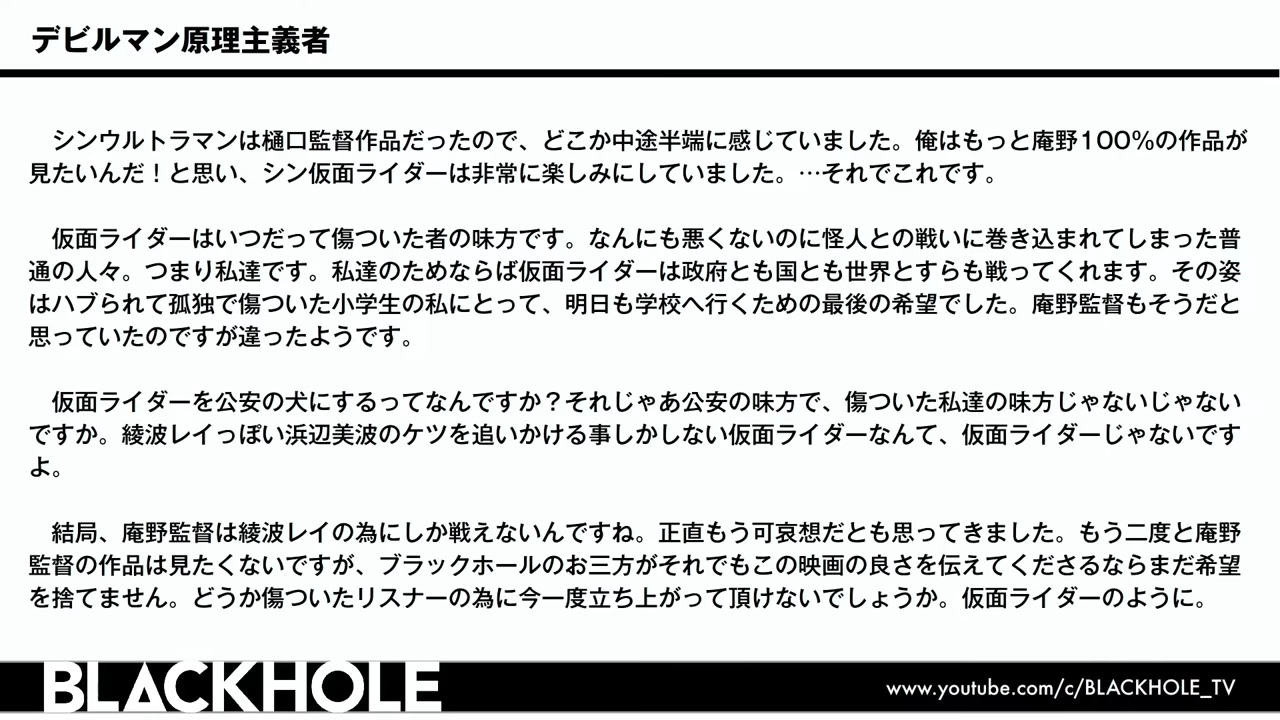 デビルマン原理主義者
シンウルトラマンは樋口監督作品だったので、どこか中途半端に感じていました。俺はもっと庵野100%の作品が
見たいんだ！と思い、シン仮面ライダーは非常に楽しみにしていました。…それでこれです。
仮面ライダーはいつだって傷ついた者の味方です。なんにも悪くないのに怪人との戦いに巻き込まれてしまった普
通の人々。つまり私達です。私達のためならば仮面ライダーは政府とも国とも世界とすらも戦ってくれます。その姿
はハブられて孤独で傷ついた小学生の私にとって、明日も学校へ行くための最後の希望でした。庵野監督もそうだと
思っていたのですが違ったようです。
仮面ライダーを公安の犬にするってなんですか？それじゃあ公安の味方で、傷ついた私達の味方じゃないじゃない
ですか。綾波レイっぽい浜辺美波のケツを追いかける事しかしない仮面ライダーなんて、仮面ライダーじゃないです
よ。
結局、庵野監督は綾波レイの為にしか戦えないんですね。正直もう可哀想だとも思ってきました。もう二度と庵野
監督の作品は見たくないですが、ブラックホールのお三方がそれでもこの映画の良さを伝えてくださるならまだ希望
を捨てません。どうか傷ついたリスナーの為に今一度立ち上がって頂けないでしょうか。仮面ライダーのように。
BLACKHOLE
www.youtube.com/c/BLACKHOLE_TV